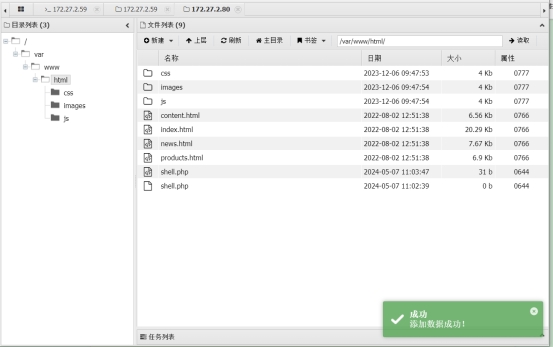 172.27.2.59 172.27.2.59 172.27.2.80
目录列表 (3)
/
var
www
html
css
images
js
文件列表 (9)
新建 上层 刷新 主目录 书签 /var/www/html/ 读取
名称 日期 大小 属性
css 2023-12-06 09:47:53 4 Kb 0777
images 2023-12-06 09:47:54 4 Kb 0777
js 2023-12-06 09:47:54 4 Kb 0777
content.html 2022-08-02 12:51:38 6.56 Kb 0766
index.html 2022-08-02 12:51:38 20.29 Kb 0766
news.html 2022-08-02 12:51:38 7.67 Kb 0766
products.html 2022-08-02 12:51:38 6.9 Kb 0766
shell.php 2024-05-07 11:03:47 31 b 0644
shell.php 2024-05-07 11:02:39 0 b 0644
成功
添加数据成功!
任务列表